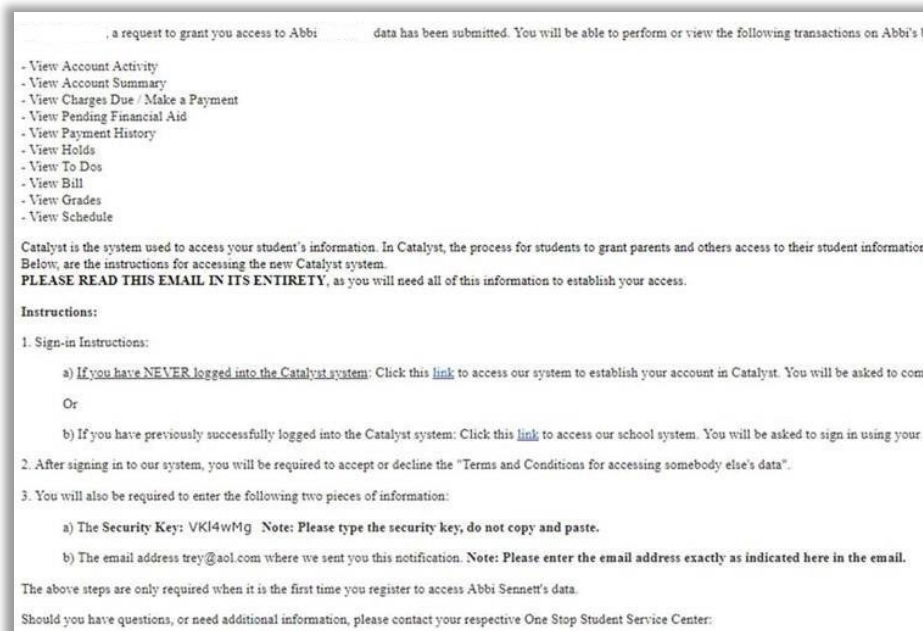 , a request to grant you access to Abbi data has been submitted. You will be able to perform or view the following transactions on Abbi's
- View Account Activity
- View Account Summary
- View Charges Due / Make a Payment
- View Pending Financial Aid
- View Payment History
- View Holds
- View To Dos
- View Bill
- View Grades
- View Schedule
Catalyst is the system used to access your student's information. In Catalyst, the process for students to grant parents and others access to their student information
Below, are the instructions for accessing the new Catalyst system.
PLEASE READ THIS EMAIL IN ITS ENTIRETY, as you will need all of this information to establish your access.
Instructions:
1. Sign-in Instructions:
a) If you have NEVER logged into the Catalyst system: Click this link to access our system to establish your account in Catalyst. You will be asked to com
Or
b) If you have previously successfully logged into the Catalyst system: Click this link to access our school system. You will be asked to sign in using your
2. After signing in to our system, you will be required to accept or decline the "Terms and Conditions for accessing somebody else's data".
3. You will also be required to enter the following two pieces of information:
a) The Security Key: VKl4wMg Note: Please type the security key, do not copy and paste.
b) The email address trey@aol.com where we sent you this notification. Note: Please enter the email address exactly as indicated here in the email.
The above steps are only required when it is the first time you register to access Abbi Sennett's data.
Should you have questions, or need additional information, please contact your respective One Stop Student Service Center: